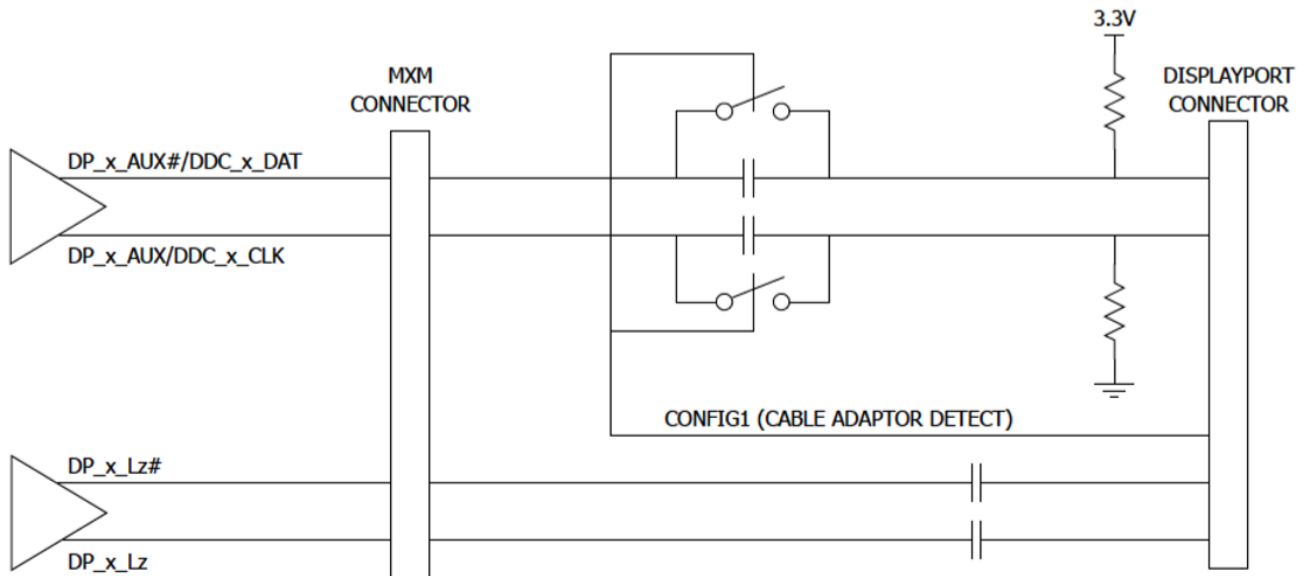 3.3V
MXM
CONNECTOR
DISPLAYPORT
CONNECTOR
DP_x_AUX#/DDC_x_DAT
DP_x_AUX/DDC_x_CLK
CONFIG1 (CABLE ADAPTOR DETECT)
DP_x_Lz#
DP_x_Lz